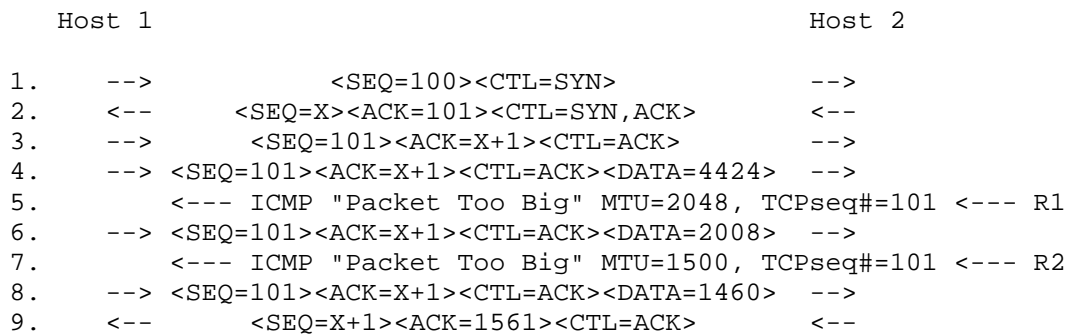 Host 1                                            Host 2
1.    -->            <SEQ=100><CTL=SYN>            -->
2.    <--      <SEQ=X><ACK=101><CTL=SYN,ACK>       <--
3.    -->       <SEQ=101><ACK=X+1><CTL=ACK>        -->
4.    --> <SEQ=101><ACK=X+1><CTL=ACK><DATA=4424>   -->
5.        <--- ICMP "Packet Too Big" MTU=2048, TCPseq#=101 <--- R1
6.    --> <SEQ=101><ACK=X+1><CTL=ACK><DATA=2008>   -->
7.        <--- ICMP "Packet Too Big" MTU=1500, TCPseq#=101 <--- R2
8.    --> <SEQ=101><ACK=X+1><CTL=ACK><DATA=1460>   -->
9.    <--       <SEQ=X+1><ACK=1561><CTL=ACK>       <--